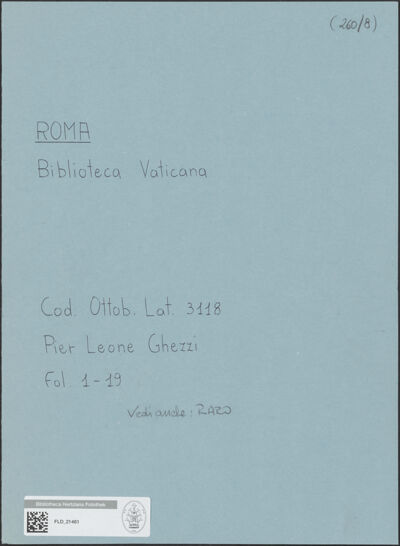 (260/8)
ROMA
Biblioteca Vaticana
Cod. Ottob. Lat. 3118
Pier Leone Ghezzi
Fol. 1-19
Vedi anche: RARO
Bibliotheca Hertziana Fotothek
FLD_21461